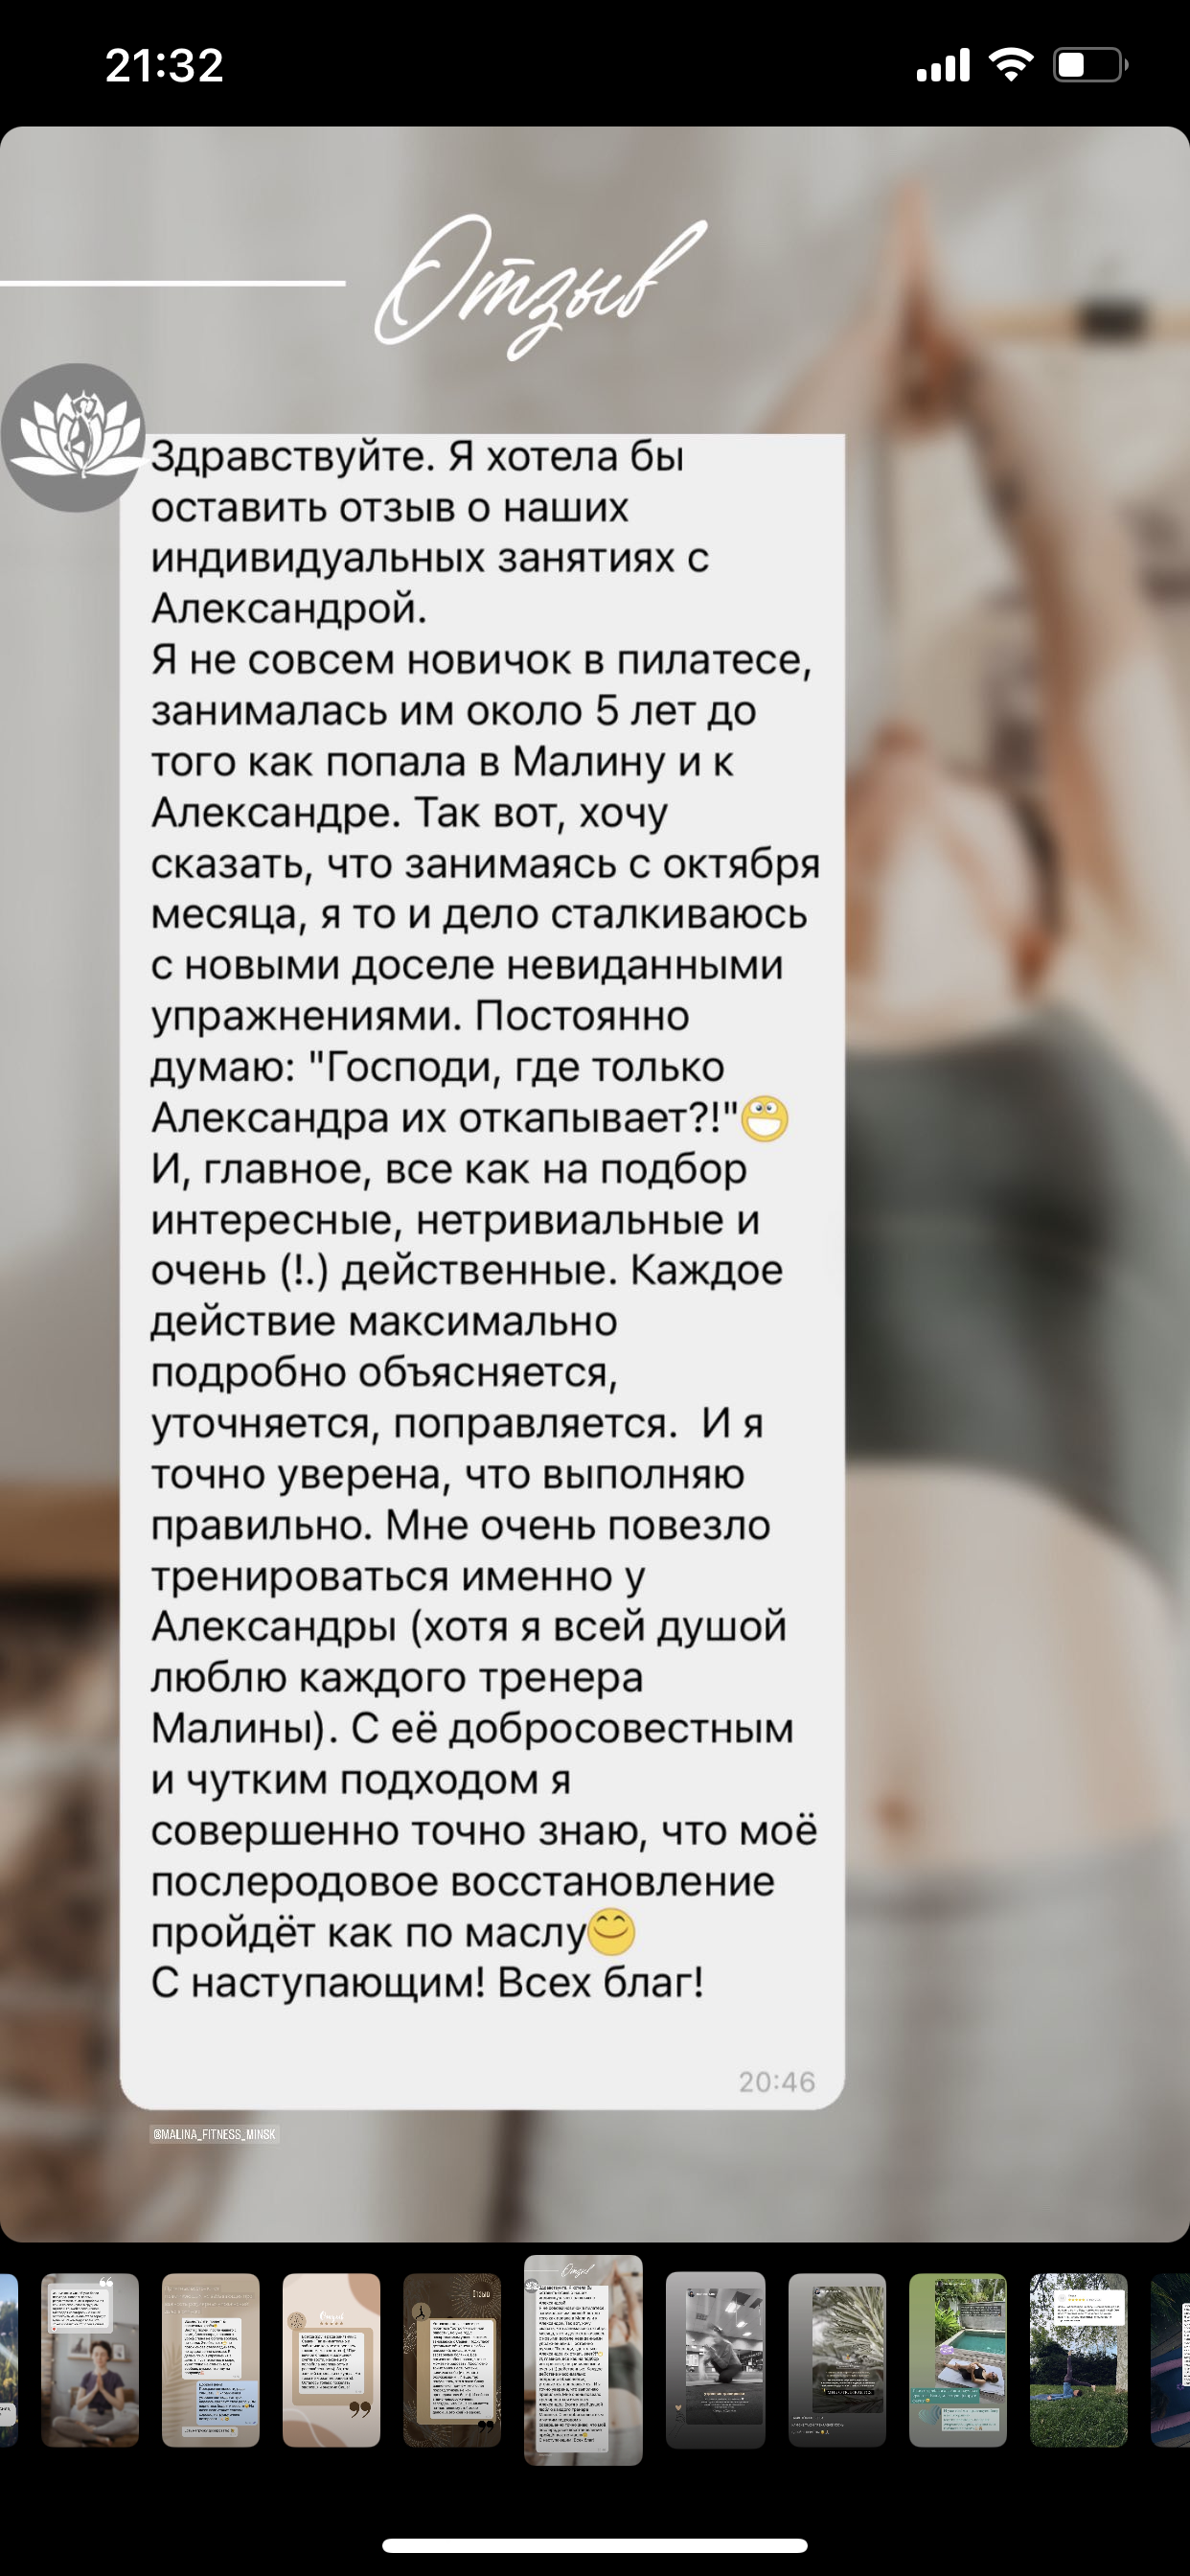 21:32
Отзыв
Здравствуйте. Я хотела бы
оставить отзыв о наших
индивидуальных занятиях с
Александрой.
Я не совсем новичок в пилатесе,
занималась им около 5 лет до
того как попала в Малину и к
Александре. Так вот, хочу
сказать, что занимаясь с октября
месяца, я то и дело сталкиваюсь
с новыми доселе невиданными
упражнениями. Постоянно
думаю: "Господи, где только
Александра их откапывает?!"😀
И, главное, все как на подбор
интересные, нетривиальные и
очень (!.) действенные. Каждое
действие максимально
подробно объясняется,
уточняется, поправляется.  И я
точно уверена, что выполняю
правильно. Мне очень повезло
тренироваться именно у
Александры (хотя я всей душой
люблю каждого тренера
Малины). С её добросовестным
и чутким подходом я
совершенно точно знаю, что моё
послеродовое восстановление
пройдёт как по маслу😊
С наступающим! Всех благ!
20:46
@MALINA_FITNESS_MINSK